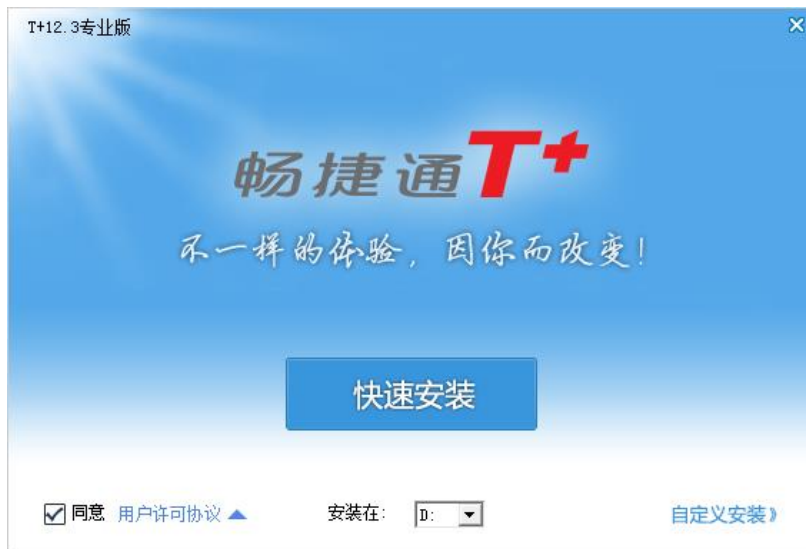 T+12.3专业版
畅捷通T+
不一样的体验，因你而改变！
快速安装
同意 用户许可协议 安装在： D: 自定义安装》